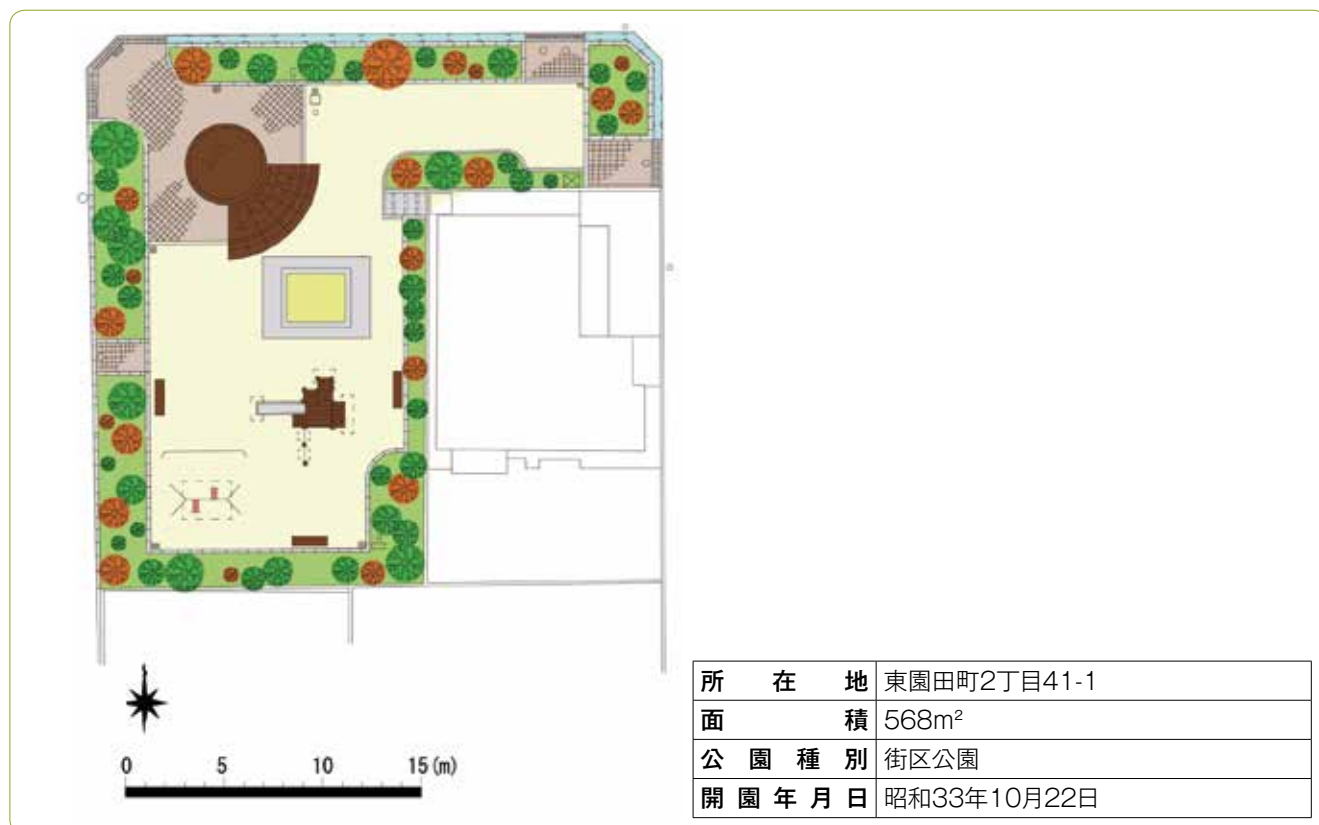 0 5 10 15(m)
所在地 東園田町2丁目41-1
面積 568m²
公園種別 街区公園
開園年月日 昭和33年10月22日